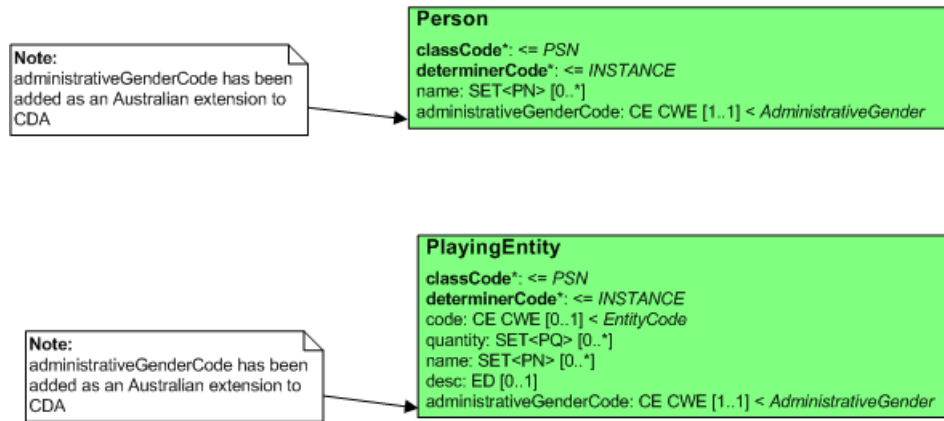 Note:
administrativeGenderCode has been
added as an Australian extension to
CDA
Person
classCode*: <= PSN
determinerCode*: <= INSTANCE
name: SET<PN> [0..*]
administrativeGenderCode: CE CWE [1..1] < AdministrativeGender
Note:
administrativeGenderCode has been
added as an Australian extension to
CDA
PlayingEntity
classCode*: <= PSN
determinerCode*: <= INSTANCE
code: CE CWE [0..1] < EntityCode
quantity: SET<PQ> [0..*]
name: SET<PN> [0..*]
desc: ED [0..1]
administrativeGenderCode: CE CWE [1..1] < AdministrativeGender